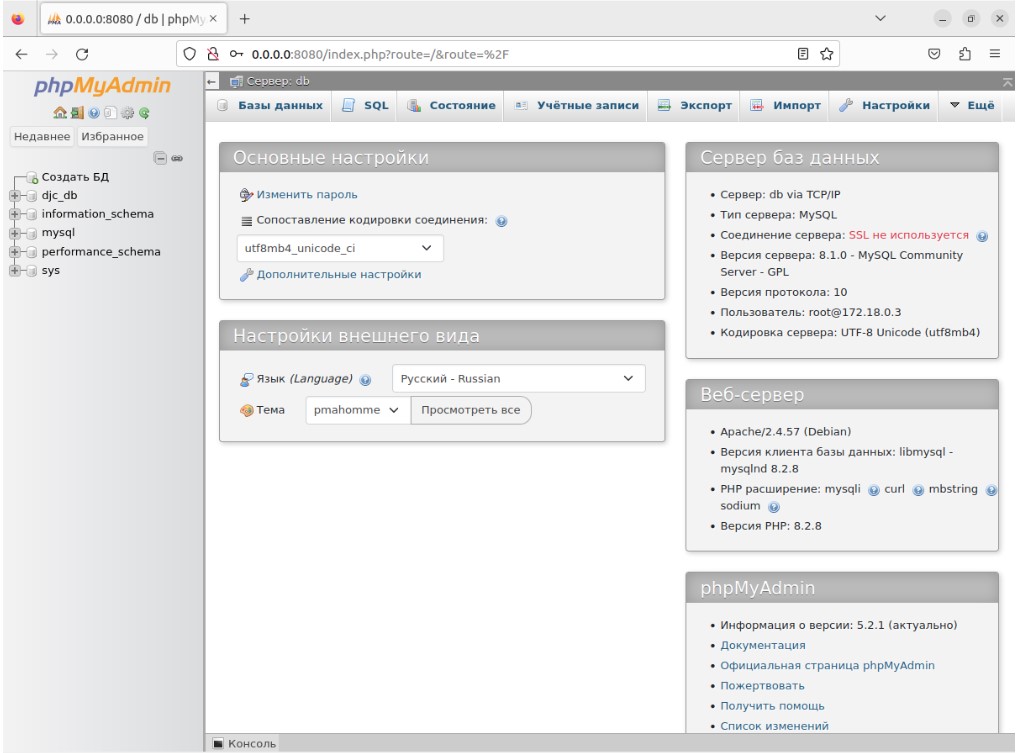 0.0.0.0:8080 / db | phpMy
0.0.0.0:8080/index.php?route=/&route=%2F
phpMyAdmin
Недавнее Избранное
Создать БД
djc_db
information_schema
mysql
performance_schema
sys
Сервер: db
Базы данных SQL Состояние Учётные записи Экспорт Импорт Настройки Ещё
Основные настройки
Изменить пароль
Сопоставление кодировки соединения:
utf8mb4_unicode_ci
Дополнительные настройки
Настройки внешнего вида
Язык (Language) Русский - Russian
Тема pmahomme Просмотреть все
Сервер баз данных
• Сервер: db via TCP/IP
• Тип сервера: MySQL
• Соединение сервера: SSL не используется
• Версия сервера: 8.1.0 - MySQL Community
Server - GPL
• Версия протокола: 10
• Пользователь: root@172.18.0.3
• Кодировка сервера: UTF-8 Unicode (utf8mb4)
Веб-сервер
• Apache/2.4.57 (Debian)
• Версия клиента базы данных: libmysql -
mysqlnd 8.2.8
• PHP расширение: mysqli curl mbstring
sodium
• Версия PHP: 8.2.8
phpMyAdmin
• Информация о версии: 5.2.1 (актуально)
• Документация
• Официальная страница phpMyAdmin
• Пожертвовать
• Получить помощь
• Список изменений
Консоль